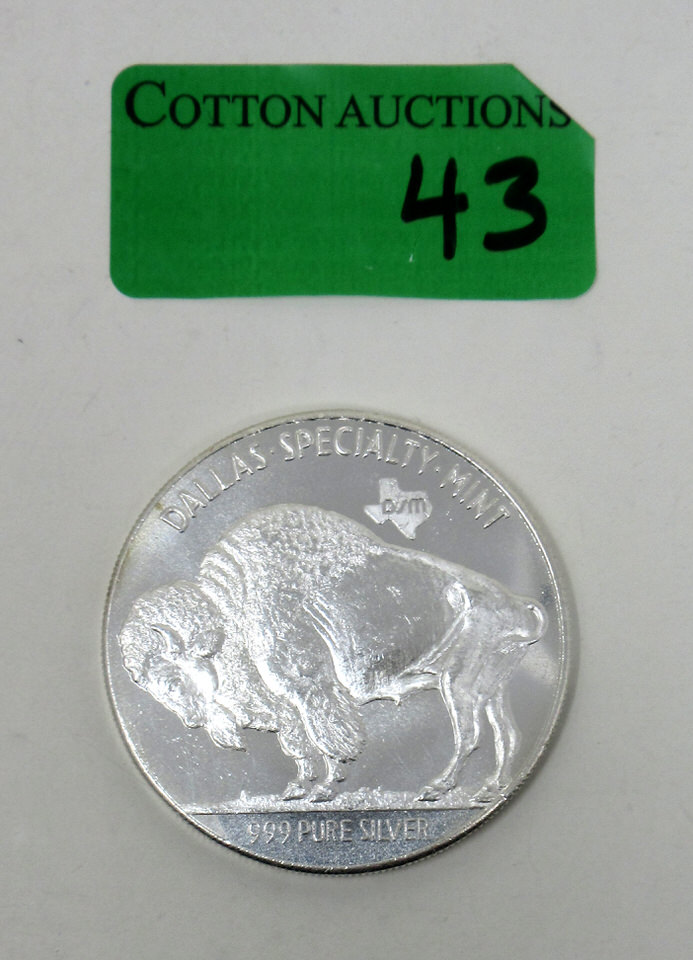 COTTON AUCTIONS
43
DALLAS · SPECIALTY · MINT
DSM
999 PURE SILVER